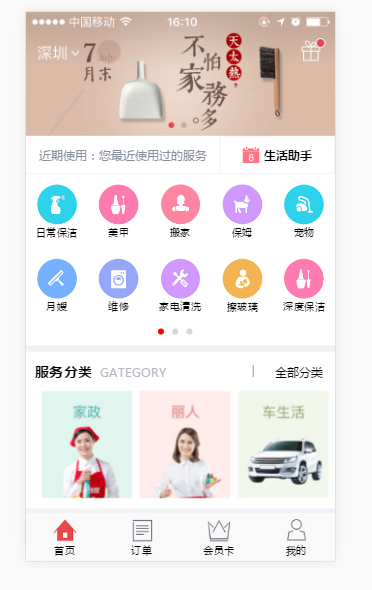 中国移动 16:10
深圳
7 July
月末
不怕
家務多。
天太熱,
近期使用：您最近使用过的服务
8 生活助手
日常保洁 美甲 搬家 保姆 宠物
月嫂 维修 家电清洗 擦玻璃 深度保洁
服务分类 GATEGORY | 全部分类
家政 丽人 车生活
首页 订单 会员卡 我的